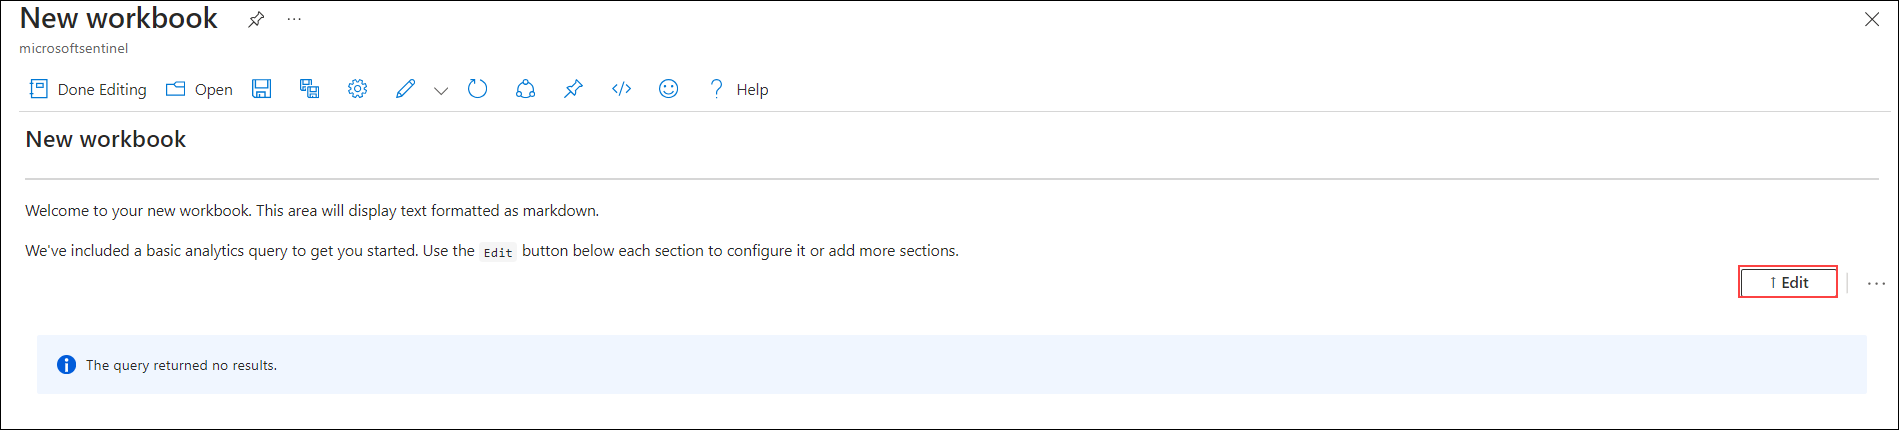 New workbook
microsoftsentinel
Done Editing Open Help
New workbook
Welcome to your new workbook. This area will display text formatted as markdown.
We've included a basic analytics query to get you started. Use the Edit button below each section to configure it or add more sections.
↑ Edit
The query returned no results.